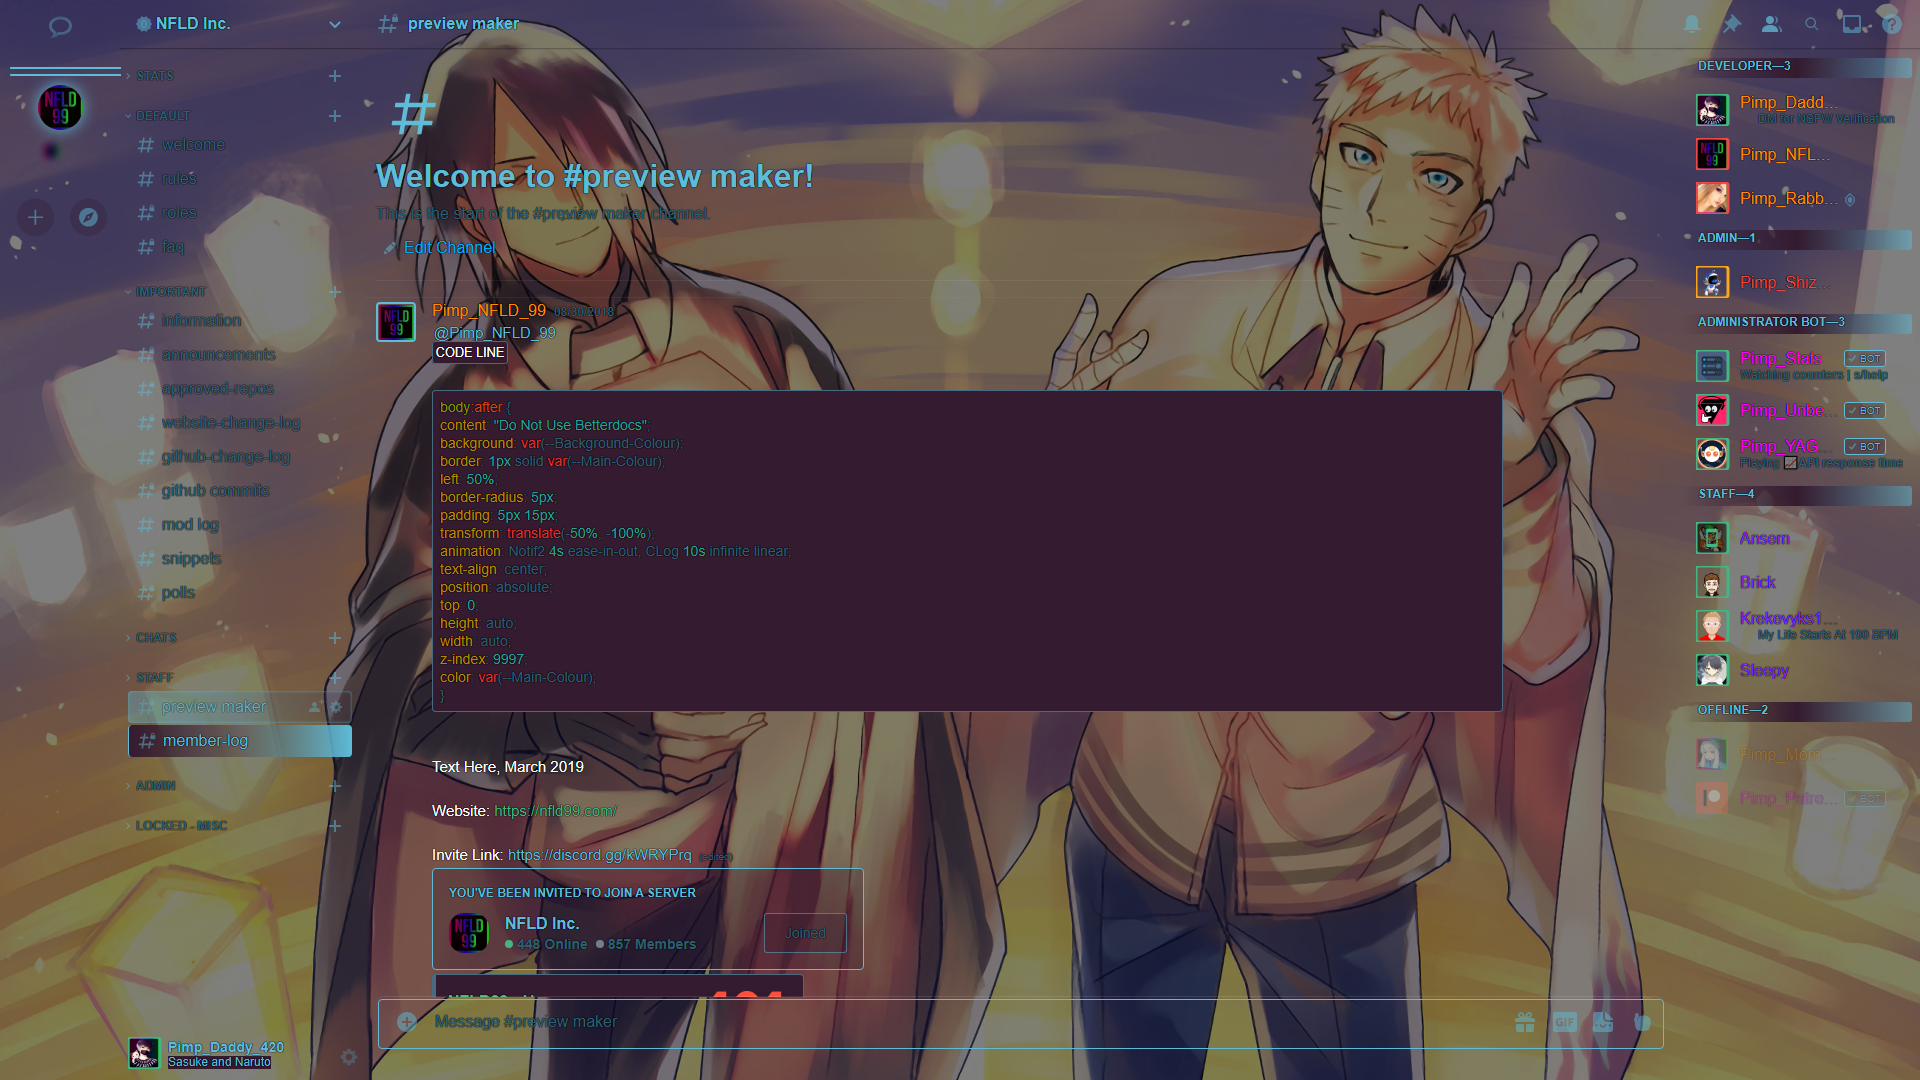 NFLD Inc.
preview maker
STATS
DEFAULT
welcome
rules
roles
faq
IMPORTANT
information
announcements
approved-repos
website-change-log
github-change-log
github commits
mod log
snippets
polls
CHATS
STAFF
preview maker
member-log
ADMIN
LOCKED - MISC
Pimp_Daddy_420
Sasuke and Naruto
NFLD
99
#
Welcome to #preview maker!
This is the start of the #preview maker channel.
Edit Channel
Pimp_NFLD_99 08/30/2018
@Pimp_NFLD_99
CODE LINE
body:after {
content: "Do Not Use Betterdocs";
background: var(--Background-Colour);
border: 1px solid var(--Main-Colour);
left: 50%;
border-radius: 5px;
padding: 5px 15px;
transform: translate(-50%, -100%);
animation: Notif2 4s ease-in-out, CLog 10s infinite linear;
text-align: center;
position: absolute;
top: 0;
height: auto;
width: auto;
z-index: 9997;
color: var(--Main-Colour);
}
Text Here, March 2019
Website: https://nfld99.com/
Invite Link: https://discord.gg/kWRYPrq (edited)
YOU'VE BEEN INVITED TO JOIN A SERVER
NFLD
99
NFLD Inc.
448 Online 857 Members
Joined
Message #preview maker
GIF
DEVELOPER—3
Pimp_Dadd...
DM for NSFW Verification
Pimp_NFL...
Pimp_Rabb...
ADMIN—1
Pimp_Shiz...
ADMINISTRATOR BOT—3
Pimp_Stats BOT
Watching counters | s/help
Pimp_Unbe... BOT
Pimp_YAG... BOT
Playing API response time
STAFF—4
Ansem
Brick
Krokevyks1...
My Life Starts At 190 BPM
Sleepy
OFFLINE—2
Pimp_Mom...
Pimp_Patre... BOT